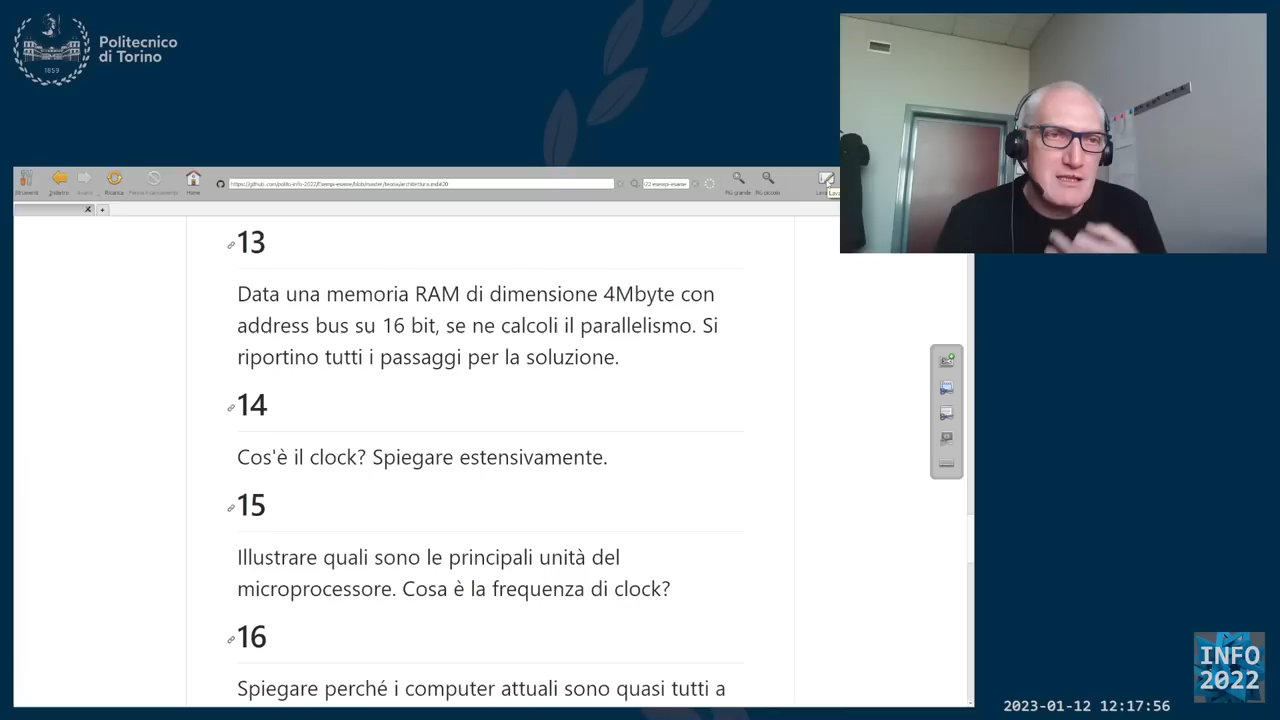 Politecnico
di Torino
1859
Home
13
Data una memoria RAM di dimensione 4Mbyte con
address bus su 16 bit, se ne calcoli il parallelismo. Si
riportino tutti i passaggi per la soluzione.
14
Cos'è il clock? Spiegare estensivamente.
15
Illustrare quali sono le principali unità del
microprocessore. Cosa è la frequenza di clock?
16
Spiegare perché i computer attuali sono quasi tutti a
INFO
2022
2023-01-12 12:17:56